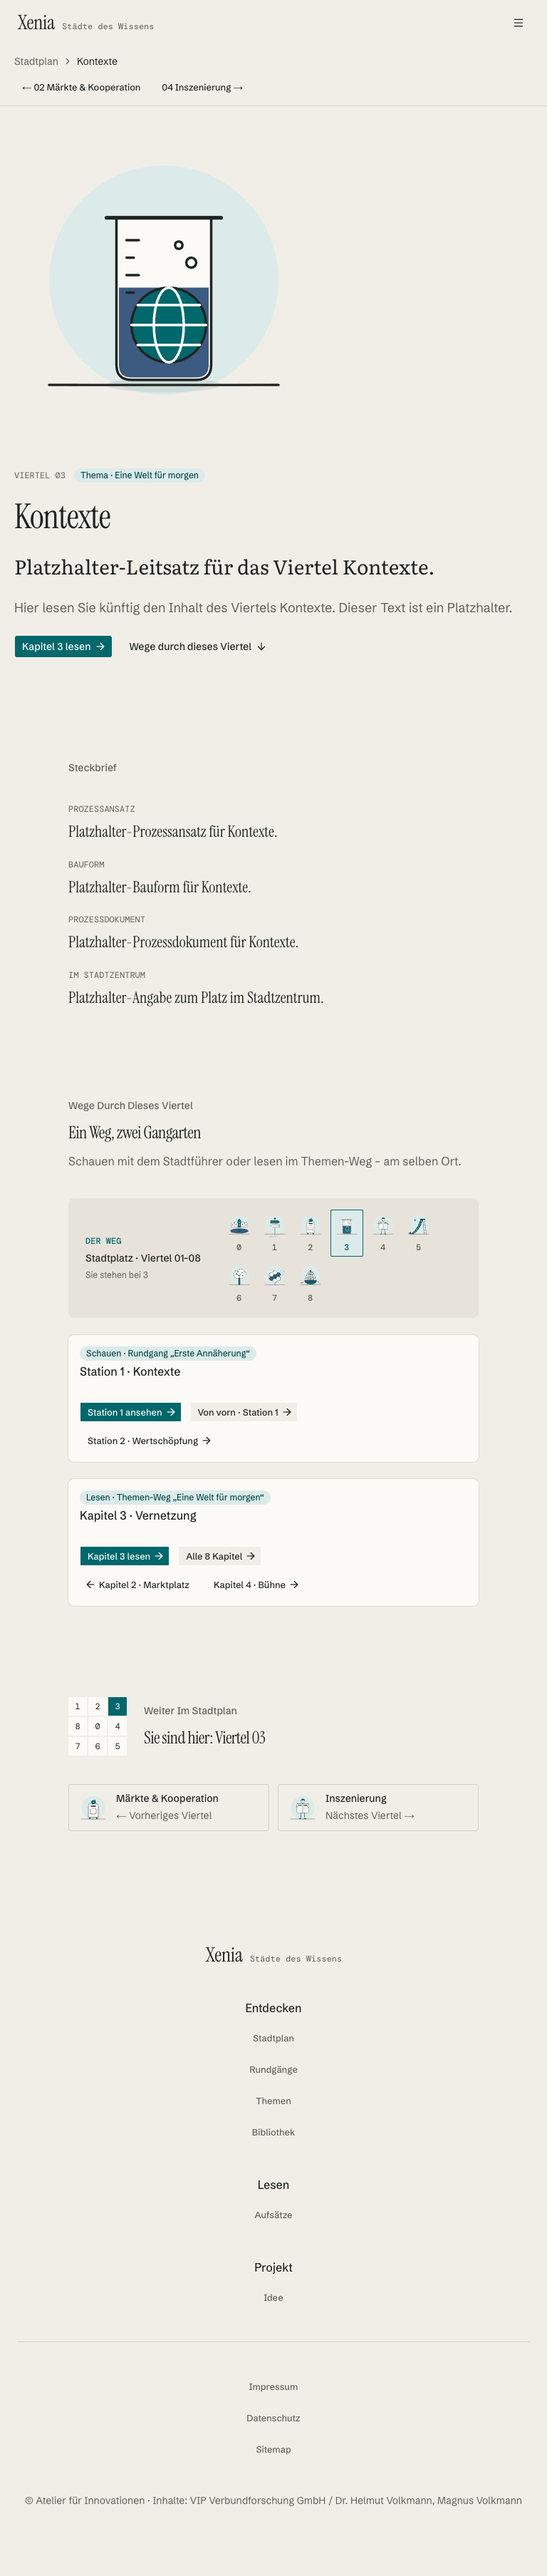 Xenia Städte des Wissens
Stadtplan > Kontexte
← 02 Märkte & Kooperation 04 Inszenierung →
VIERTEL 03 Thema · Eine Welt für morgen
Kontexte
Platzhalter-Leitsatz für das Viertel Kontexte.
Hier lesen Sie künftig den Inhalt des Viertels Kontexte. Dieser Text ist ein Platzhalter.
Kapitel 3 lesen → Wege durch dieses Viertel ↓
Steckbrief
PROZESSANSATZ
Platzhalter-Prozessansatz für Kontexte.
BAUFORM
Platzhalter-Bauform für Kontexte.
PROZESSDOKUMENT
Platzhalter-Prozessdokument für Kontexte.
IM STADTZENTRUM
Platzhalter-Angabe zum Platz im Stadtzentrum.
Wege Durch Dieses Viertel
Ein Weg, zwei Gangarten
Schauen mit dem Stadtführer oder lesen im Themen-Weg – am selben Ort.
DER WEG
Stadtplatz · Viertel 01–08
Sie stehen bei 3
0 1 2 3 4 5
6 7 8
Schauen · Rundgang „Erste Annäherung“
Station 1 · Kontexte
Station 1 ansehen → Von vorn · Station 1 →
Station 2 · Wertschöpfung →
Lesen · Themen-Weg „Eine Welt für morgen“
Kapitel 3 · Vernetzung
Kapitel 3 lesen → Alle 8 Kapitel →
← Kapitel 2 · Marktplatz Kapitel 4 · Bühne →
1 2 3
8 0 4
7 6 5
Weiter Im Stadtplan
Sie sind hier: Viertel 03
Märkte & Kooperation
← Vorheriges Viertel
Inszenierung
Nächstes Viertel →
Xenia Städte des Wissens
Entdecken
Stadtplan
Rundgänge
Themen
Bibliothek
Lesen
Aufsätze
Projekt
Idee
Impressum
Datenschutz
Sitemap
© Atelier für Innovationen · Inhalte: VIP Verbundforschung GmbH / Dr. Helmut Volkmann, Magnus Volkmann